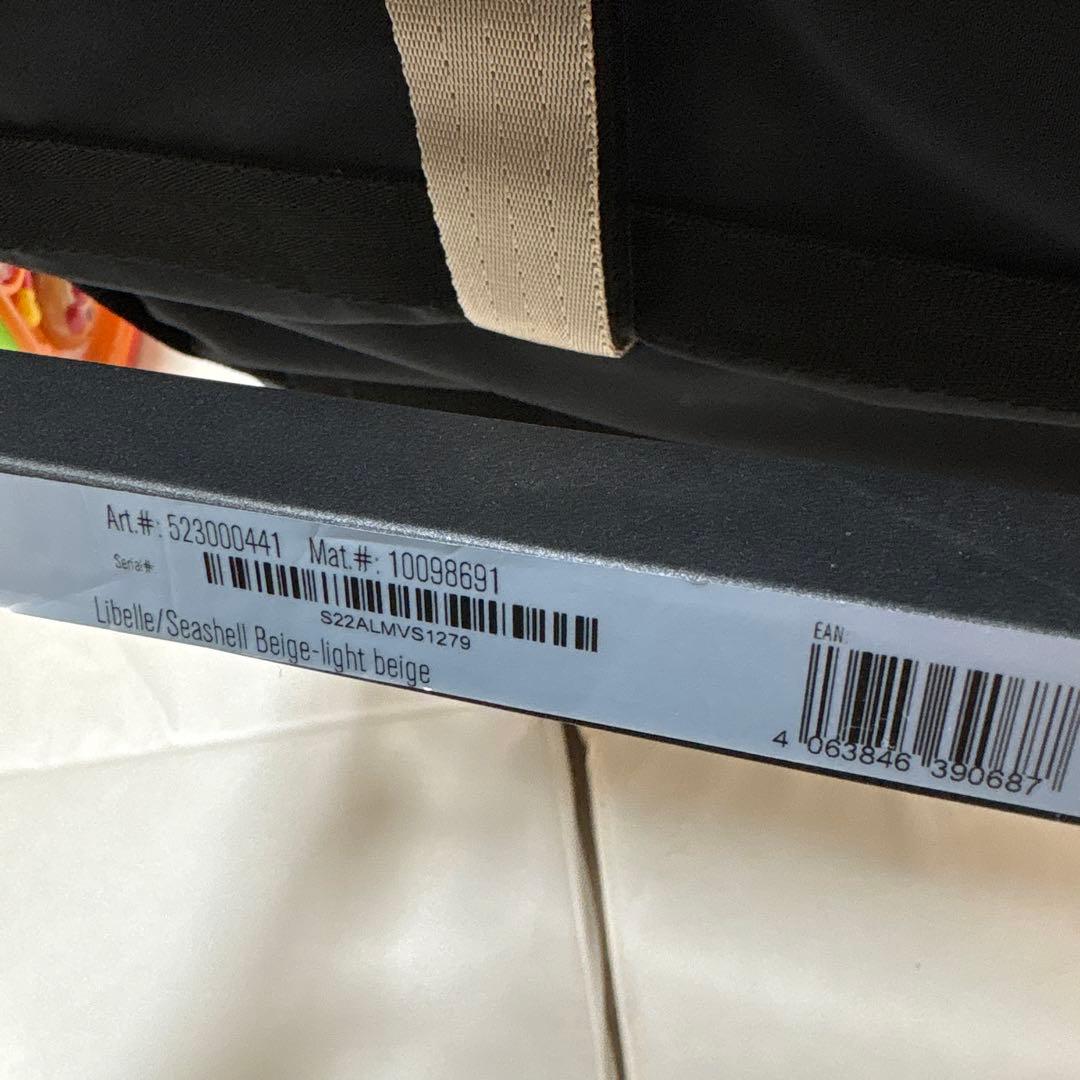 Art.#: 523000441 Mat.#: 10098691
Serial#
S22ALMVS1279
Libelle/Seashell Beige-light beige
EAN:
4 063846 390687